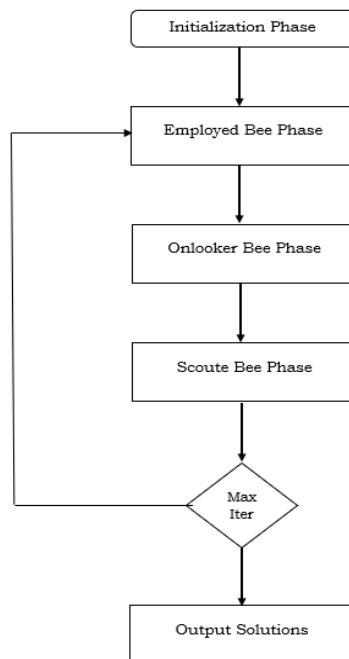 Initialization Phase
Employed Bee Phase
Onlooker Bee Phase
Scoute Bee Phase
Max
Iter
Output Solutions